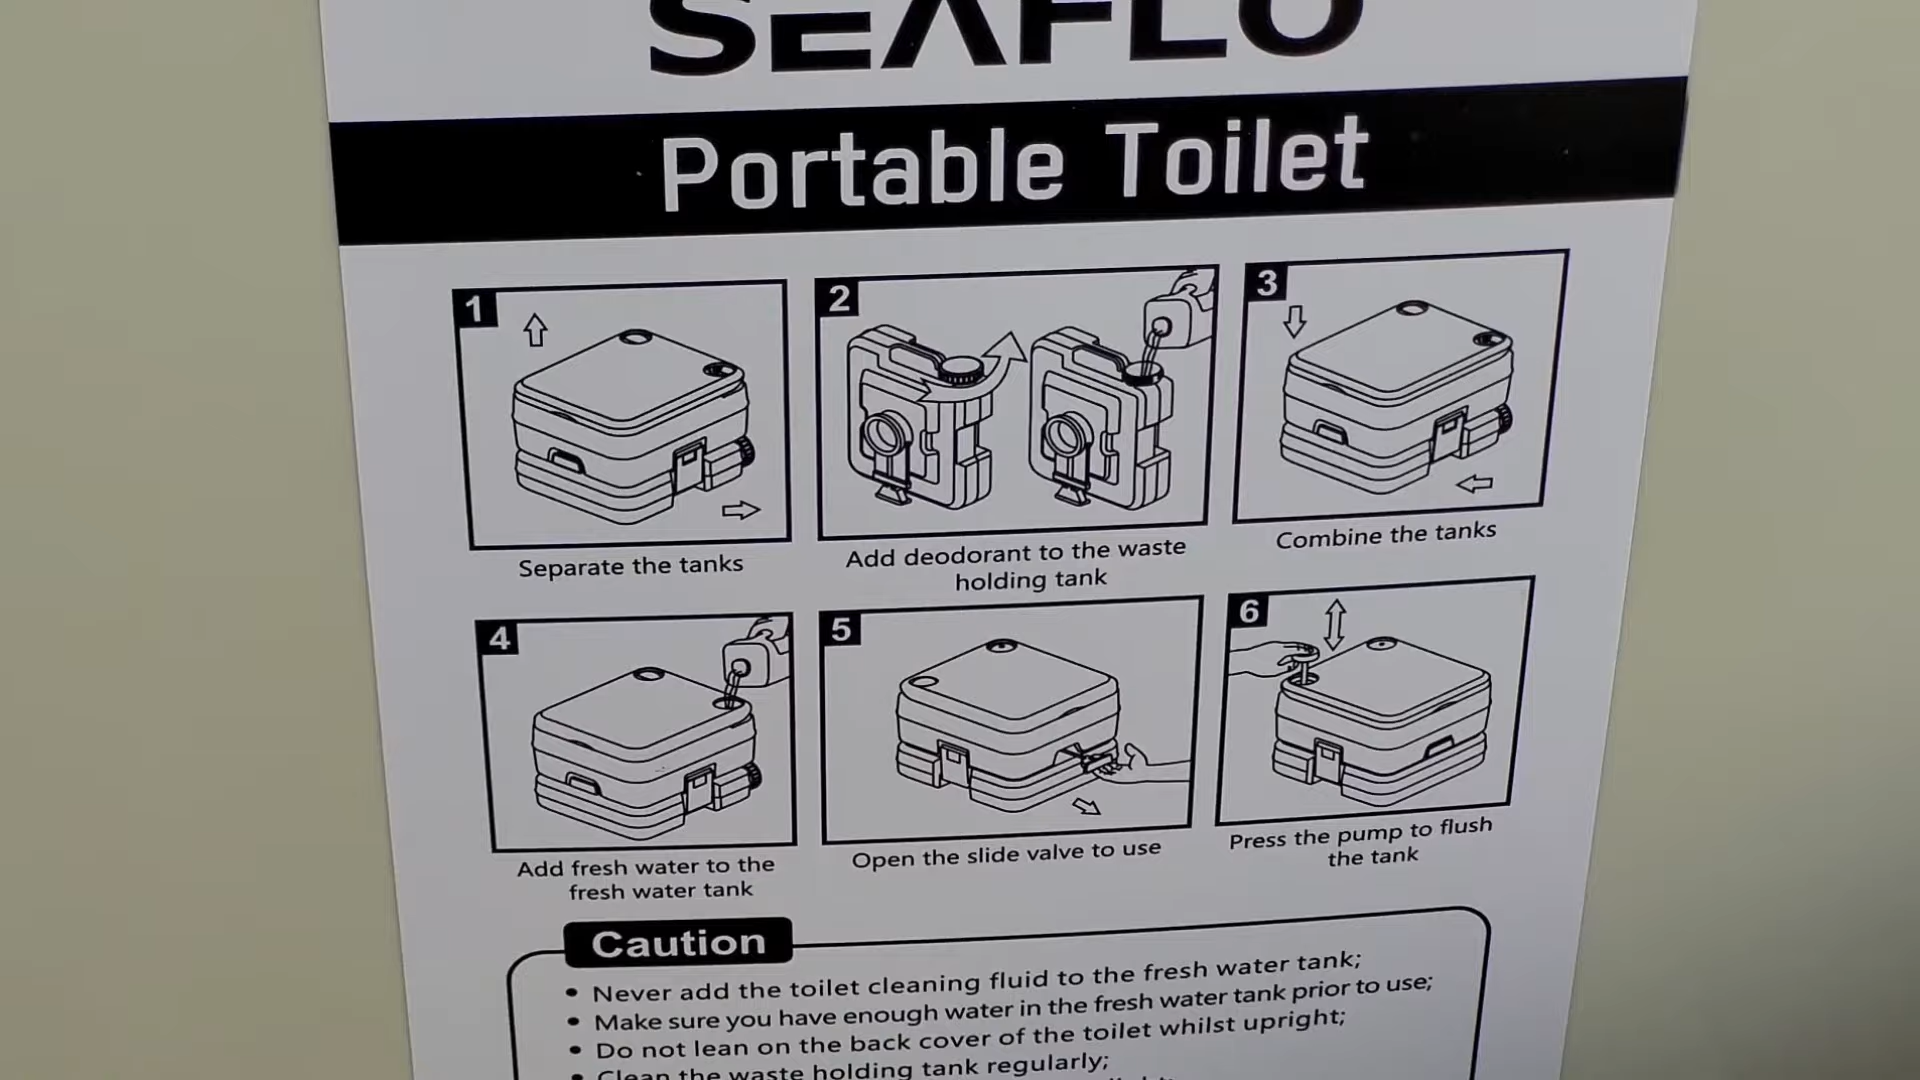 SEAFLO
Portable Toilet
1
2
3
Separate the tanks
Add deodorant to the waste
holding tank
Combine the tanks
4
5
6
Add fresh water to the
fresh water tank
Open the slide valve to use
Press the pump to flush
the tank
Caution
• Never add the toilet cleaning fluid to the fresh water tank;
• Make sure you have enough water in the fresh water tank prior to use;
• Do not lean on the back cover of the toilet whilst upright;
• Clean the waste holding tank regularly;